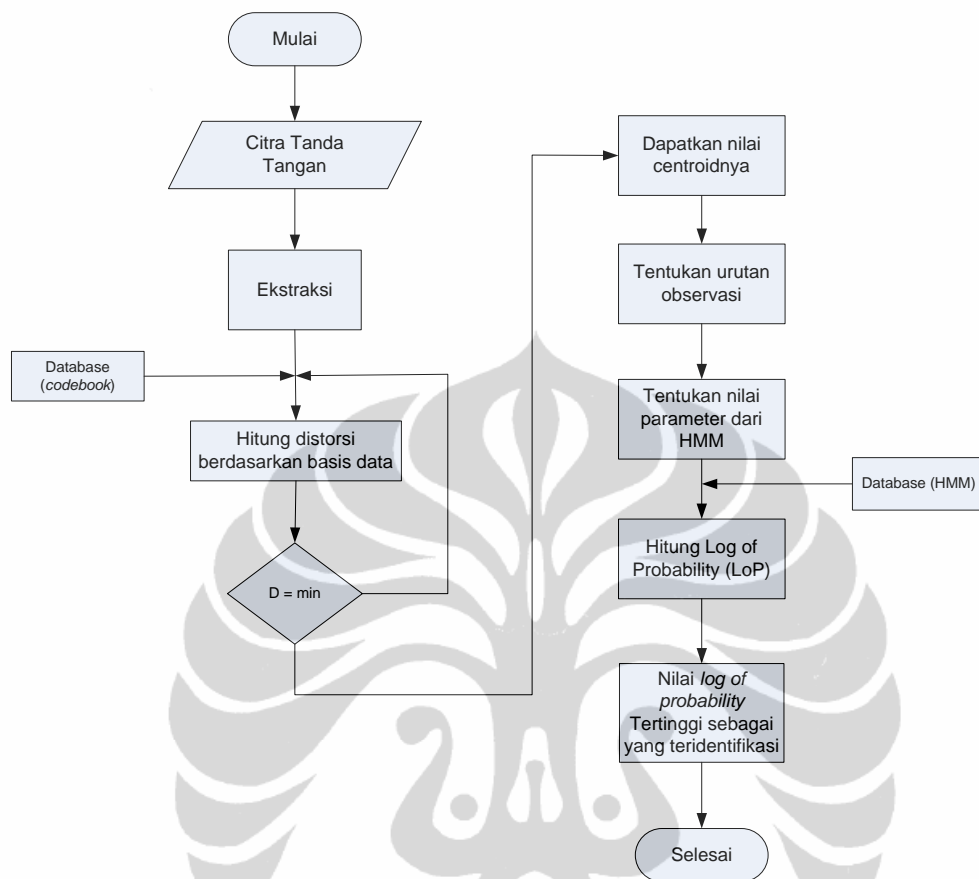 Mulai
Citra Tanda
Tangan
Ekstraksi
Database
(codebook)
Hitung distorsi
berdasarkan basis data
D = min
Dapatkan nilai
centroidnya
Tentukan urutan
observasi
Tentukan nilai
parameter dari
HMM
Database (HMM)
Hitung Log of
Probability (LoP)
Nilai log of
probability
Tertinggi sebagai
yang teridentifikasi
Selesai